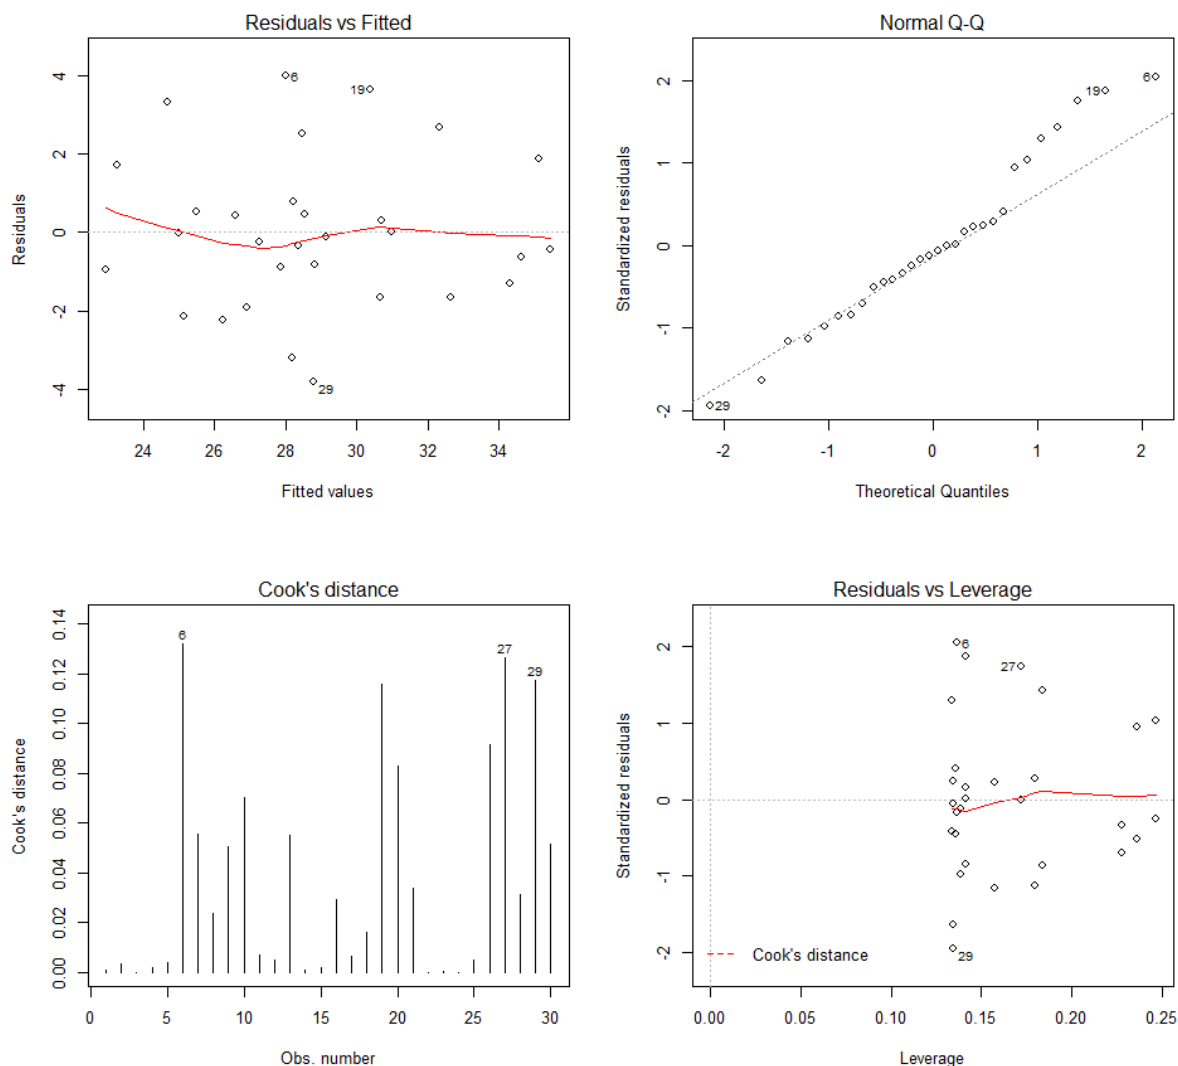 Residuals vs Fitted
Residuals
4
2
0
-2
-4
6
19
29
24 26 28 30 32 34
Fitted values
Normal Q-Q
Standardized residuals
2
1
0
-1
-2
6
19
29
-2 -1 0 1 2
Theoretical Quantiles
Cook's distance
Cook's distance
0.14
0.12
0.10
0.08
0.06
0.04
0.02
0.00
6
27
29
0 5 10 15 20 25 30
Obs. number
Residuals vs Leverage
Standardized residuals
2
1
0
-1
-2
6
27
29
Cook's distance
0.00 0.05 0.10 0.15 0.20 0.25
Leverage